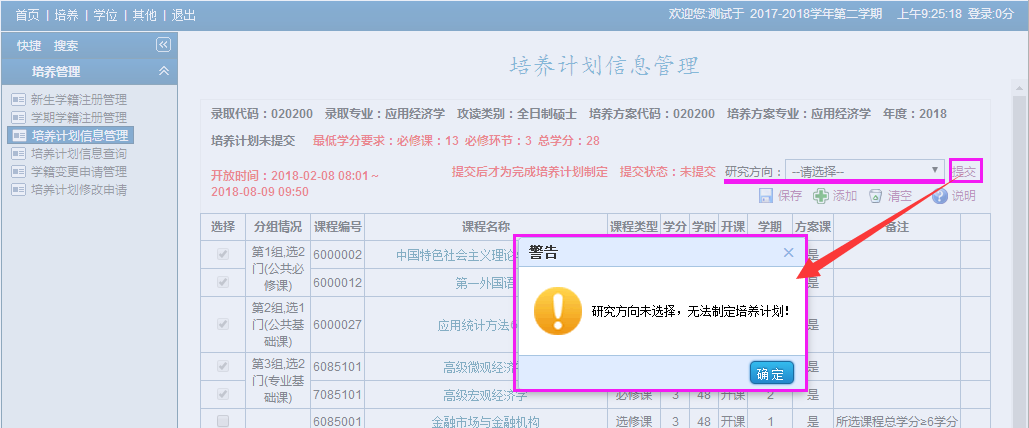 首页 | 培养 | 学位 | 其他 | 退出
欢迎您:测试于 2017-2018学年第二学期 上午9:25:18 登录:0分
快捷 搜索
培养管理
新生学籍注册管理
学期学籍注册管理
培养计划信息管理
培养计划信息查询
学籍变更申请管理
培养计划修改申请
培养计划信息管理
录取代码：020200 录取专业：应用经济学 攻读类别：全日制硕士 培养方案代码：020200 培养方案专业：应用经济学 年度：2018
培养计划未提交 最低学分要求：必修课：13 必修环节：3 总学分：28
开放时间：2018-02-08 08:01 ~
2018-08-09 09:50
提交后才为完成培养计划制定 提交状态：未提交 研究方向： --请选择-- 提交
保存 添加 清空 说明
选择 分组情况 课程编号 课程名称 课程类型 学分 学时 开课 学期 方案课 备注
第1组,选2
门(公共必
修课)
6000002 中国特色社会主义理论 是
6000012 第一外国语 是
第2组,选1
门(公共基
础课)
6000027 应用统计方法 是
第3组,选2
门(专业基
础课)
6085101 高级微观经济学 是
7085101 高级宏观经济学 必修课 3 48 开课 2 是
6085001 金融市场与金融机构 选修课 3 48 开课 1 是 所选课程总学分≥6学分
警告
研究方向未选择，无法制定培养计划!
确定